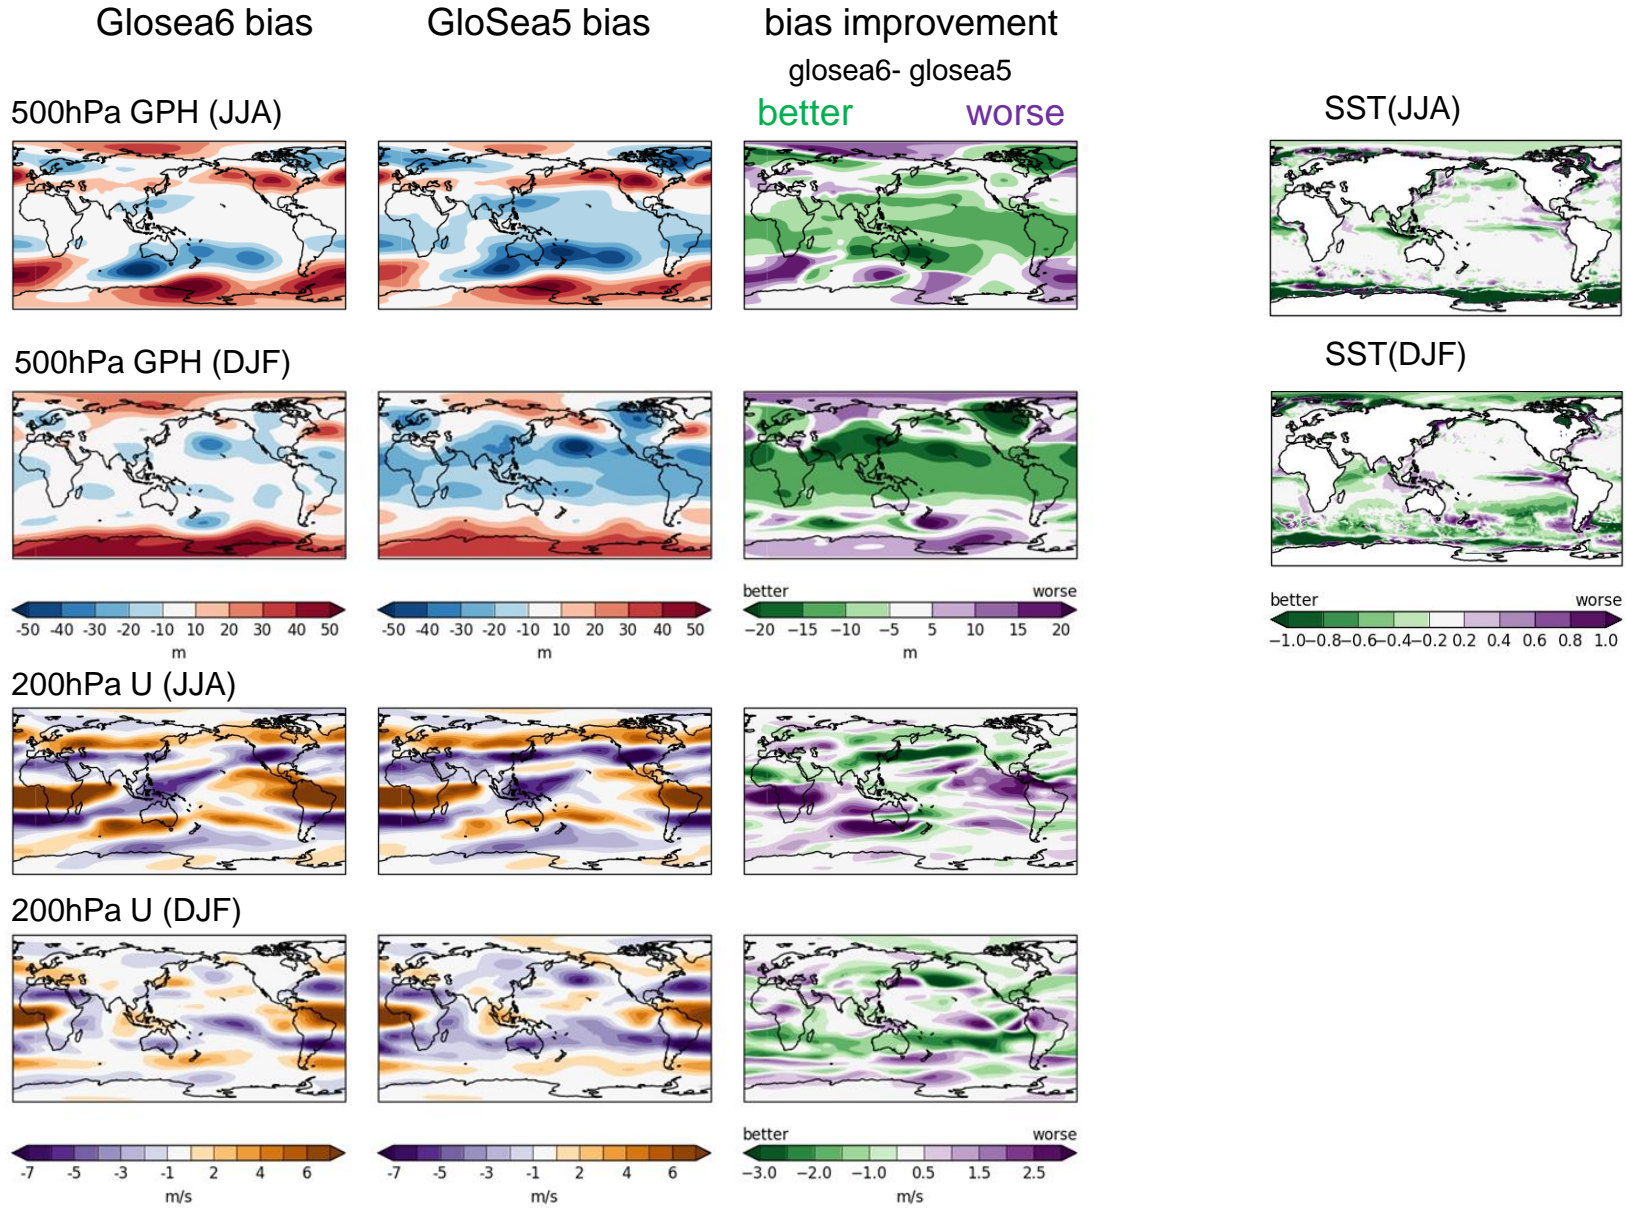 Glosea6 bias GloSea5 bias bias improvement
glosea6- glosea5
500hPa GPH (JJA) better worse SST(JJA)
500hPa GPH (DJF) SST(DJF)
better worse better worse
-50 -40 -30 -20 -10 10 20 30 40 50 -50 -40 -30 -20 -10 10 20 30 40 50 −20 −15 −10 −5 5 10 15 20 −1.0−0.8−0.6−0.4−0.2 0.2 0.4 0.6 0.8 1.0
m m m
200hPa U (JJA)
200hPa U (DJF)
better worse
-7 -5 -3 -1 2 4 6 -7 -5 -3 -1 2 4 6 −3.0 −2.0 −1.0 0.5 1.5 2.5
m/s m/s m/s